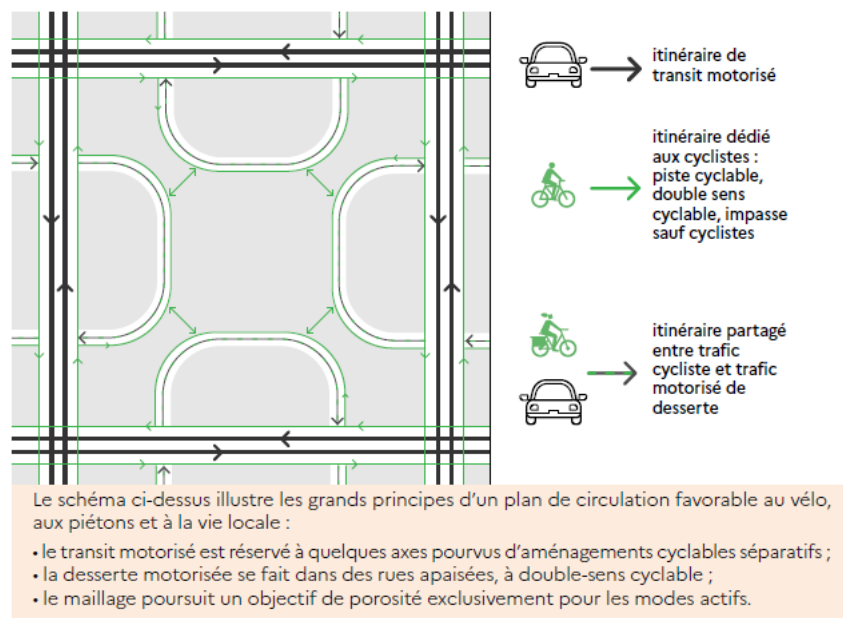 itinéraire de
transit motorisé
itinéraire dédié
aux cyclistes :
piste cyclable,
double sens
cyclable, impasse
sauf cyclistes
itinéraire partagé
entre trafic
cycliste et trafic
motorisé de
desserte
Le schéma ci-dessus illustre les grands principes d’un plan de circulation favorable au vélo,
aux piétons et à la vie locale :
• le transit motorisé est réservé à quelques axes pourvus d’aménagements cyclables séparatifs ;
• la desserte motorisée se fait dans des rues apaisées, à double-sens cyclable ;
• le maillage poursuit un objectif de porosité exclusivement pour les modes actifs.